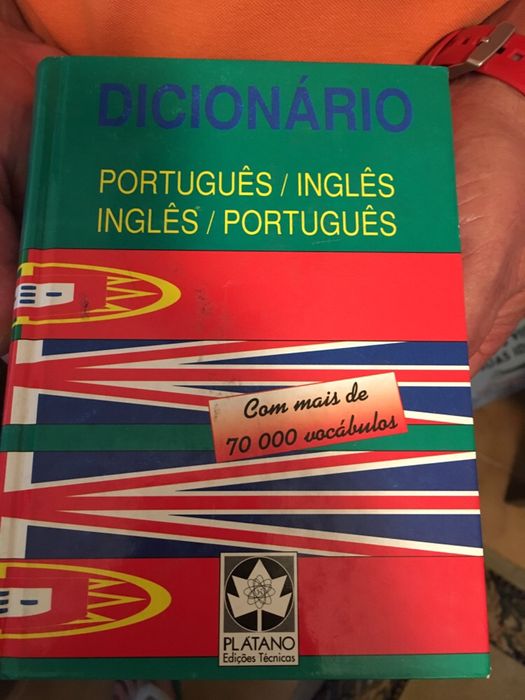 DICIONÁRIO
PORTUGUÊS / INGLÊS
INGLÊS / PORTUGUÊS
Com mais de
70 000 vocábulos
PLÁTANO
Edições Técnicas